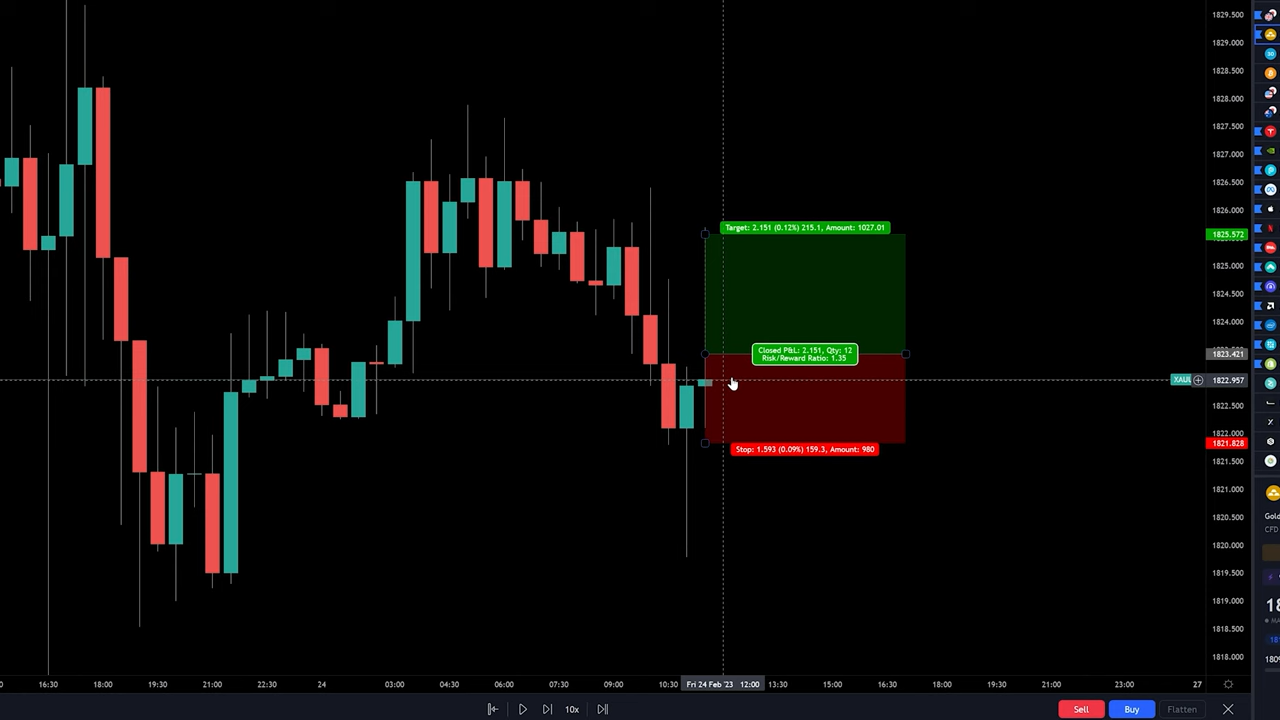 1829.500
1829.000
1828.500
1828.000
1827.500
1827.000
1826.500
1826.000
Target: 2.151 (0.12%) 215.1, Amount: 1027.01
1825.572
1825.000
1824.500
1824.000
Closed P&L: 2.151, Qty: 12
Risk/Reward Ratio: 1.35
1823.421
XAUU
1822.957
1822.500
1822.000
1821.828
Stop: 1.593 (0.09%) 159.3, Amount: 980
1821.500
1821.000
1820.500
1820.000
1819.500
1819.000
1818.500
1818.000
Gold
CFD
16:30 18:00 19:30 21:00 22:30 24 03:00 04:30 06:00 07:30 09:00 10:30 Fri 24 Feb '23 12:00 13:30 15:00 16:30 18:00 19:30 21:00 23:00 27
10x
Sell
Buy
Flatten